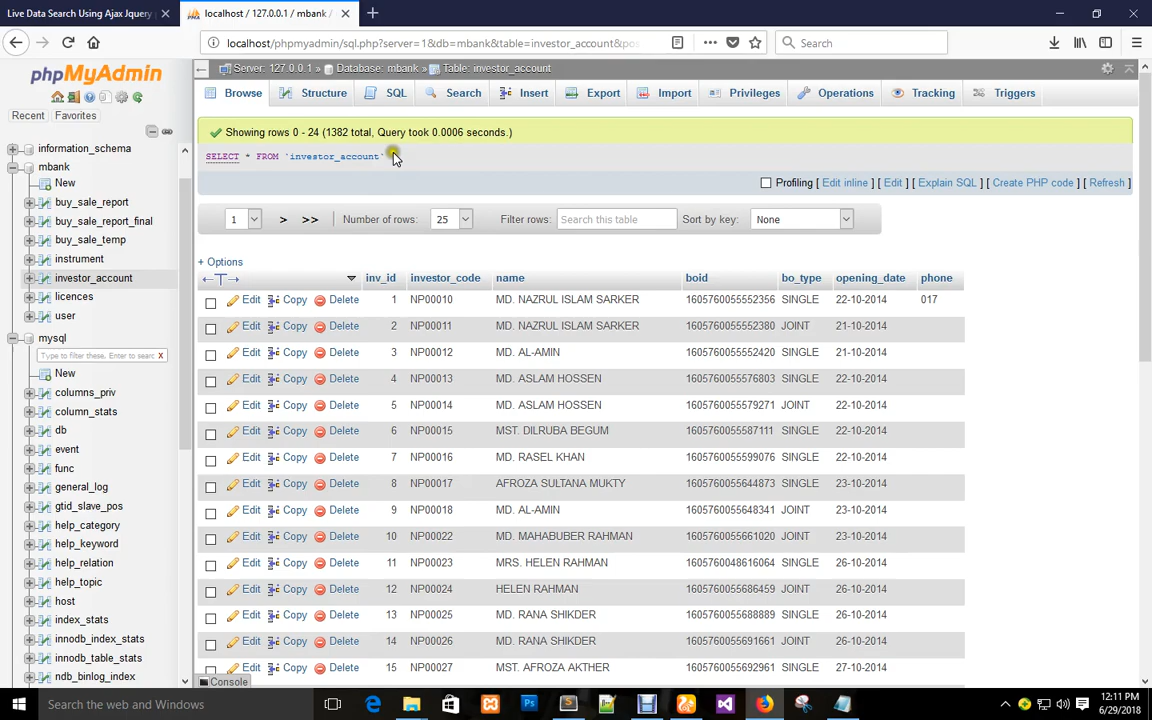 Live Data Search Using Ajax Jquery
localhost / 127.0.0.1 / mbank /
localhost/phpmyadmin/sql.php?server=1&db=mbank&table=investor_account&pos
Search
phpMyAdmin
Recent Favorites
information_schema
mbank
New
buy_sale_report
buy_sale_report_final
buy_sale_temp
instrument
investor_account
licences
user
mysql
Type to filter these, Enter to searc X
New
columns_priv
columns_stats
db
event
func
general_log
gtid_slave_pos
help_category
help_keyword
help_relation
help_topic
host
index_stats
innodb_index_stats
innodb_table_stats
ndb_binlog_index
Server: 127.0.0.1 » Database: mbank » Table: investor_account
Browse Structure SQL Search Insert Export Import Privileges Operations Tracking Triggers
Showing rows 0 - 24 (1382 total, Query took 0.0006 seconds.)
SELECT * FROM `investor_account`
Profiling [ Edit inline ] [ Edit ] [ Explain SQL ] [ Create PHP code ] [ Refresh ]
1 > >> Number of rows: 25 Filter rows: Search this table Sort by key: None
+ Options
inv_id investor_code name boid bo_type opening_date phone
Edit Copy Delete 1 NP00010 MD. NAZRUL ISLAM SARKER 1605760055552356 SINGLE 22-10-2014 017
Edit Copy Delete 2 NP00011 MD. NAZRUL ISLAM SARKER 1605760055552380 JOINT 21-10-2014
Edit Copy Delete 3 NP00012 MD. AL-AMIN 1605760055552420 SINGLE 21-10-2014
Edit Copy Delete 4 NP00013 MD. ASLAM HOSSEN 1605760055576803 SINGLE 22-10-2014
Edit Copy Delete 5 NP00014 MD. ASLAM HOSSEN 1605760055579271 JOINT 22-10-2014
Edit Copy Delete 6 NP00015 MST. DILRUBA BEGUM 1605760055587111 SINGLE 22-10-2014
Edit Copy Delete 7 NP00016 MD. RASEL KHAN 1605760055599076 SINGLE 22-10-2014
Edit Copy Delete 8 NP00017 AFROZA SULTANA MUKTY 1605760055644873 SINGLE 23-10-2014
Edit Copy Delete 9 NP00018 MD. AL-AMIN 1605760055648341 JOINT 23-10-2014
Edit Copy Delete 10 NP00022 MD. MAHABUBER RAHMAN 1605760055661020 JOINT 23-10-2014
Edit Copy Delete 11 NP00023 MRS. HELEN RAHMAN 1605760048616064 SINGLE 26-10-2014
Edit Copy Delete 12 NP00024 HELEN RAHMAN 1605760055686459 JOINT 26-10-2014
Edit Copy Delete 13 NP00025 MD. RANA SHIKDER 1605760055688889 SINGLE 26-10-2014
Edit Copy Delete 14 NP00026 MD. RANA SHIKDER 1605760055691661 JOINT 26-10-2014
Edit Copy Delete 15 NP00027 MST. AFROZA AKTHER 1605760055692961 SINGLE 27-10-2014
Console
Search the web and Windows
12:11 PM
6/29/2018